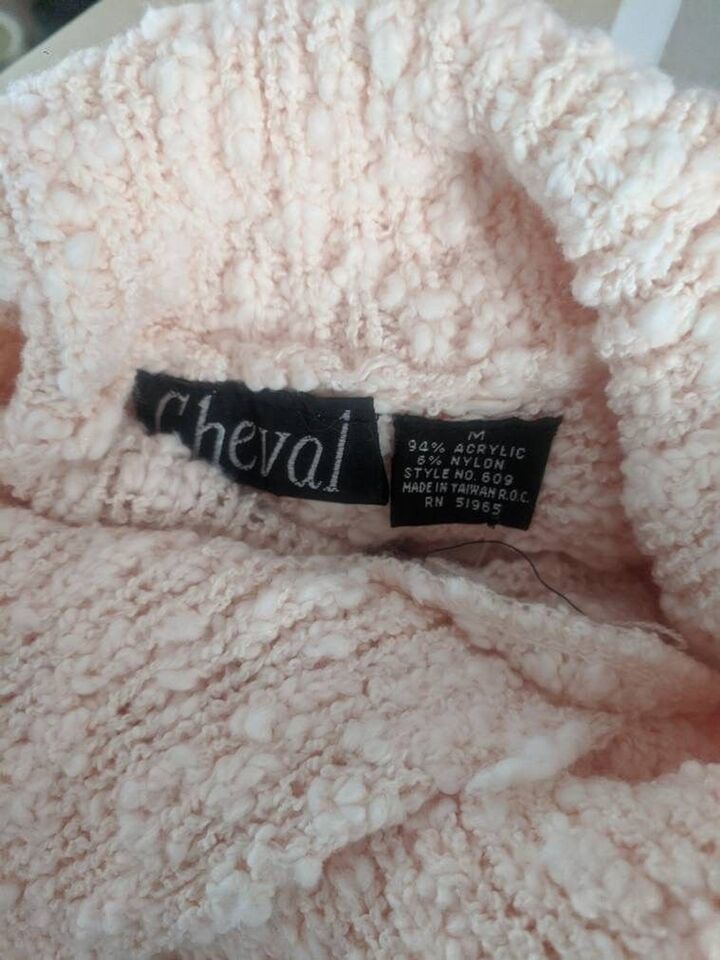 Cheval
M
94% ACRYLIC
6% NYLON
STYLE NO. 609
MADE IN TAIWAN R.O.C.
RN 51965